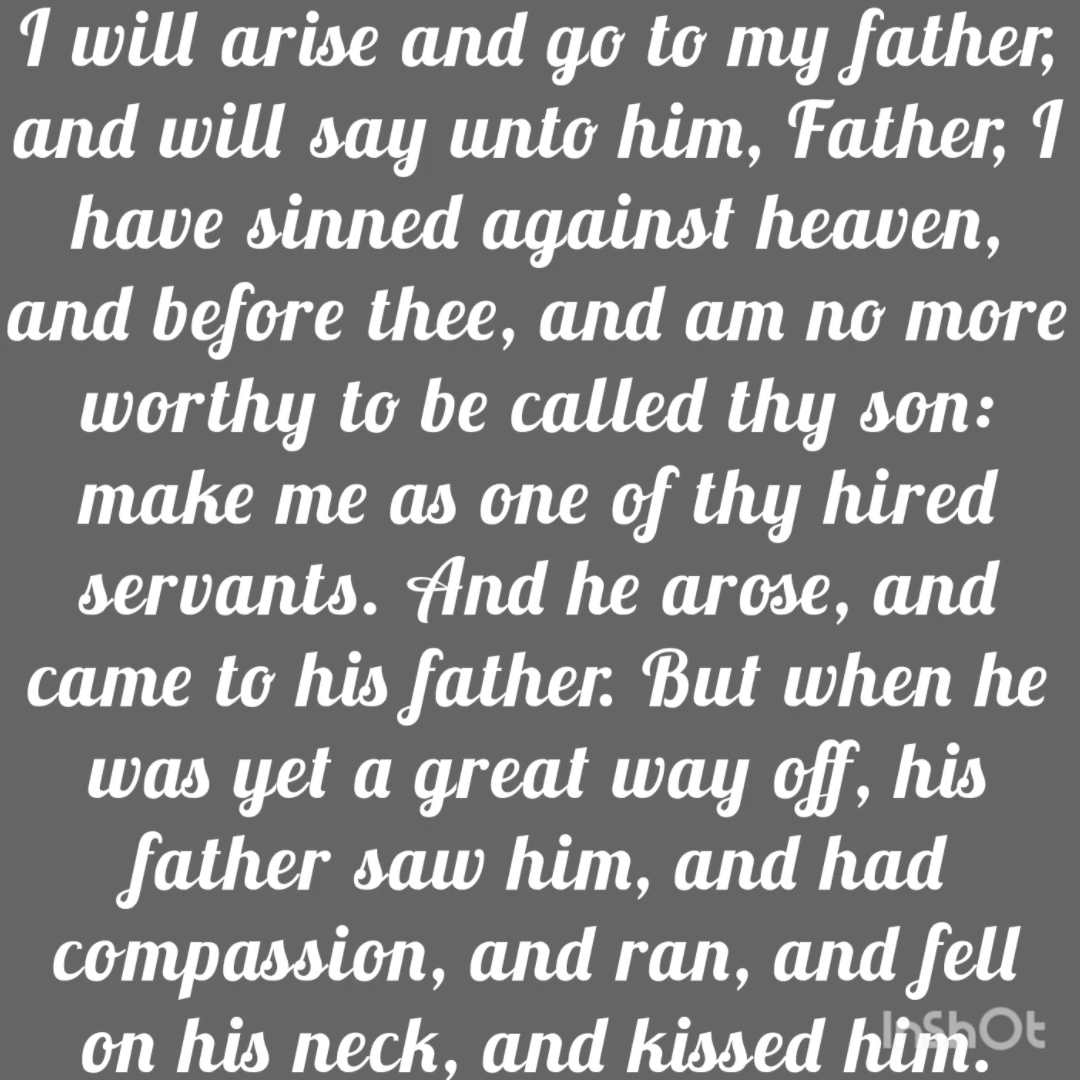 I will arise and go to my father,
and will say unto him, Father, I
have sinned against heaven,
and before thee, and am no more
worthy to be called thy son:
make me as one of thy hired
servants. And he arose, and
came to his father. But when he
was yet a great way off, his
father saw him, and had
compassion, and ran, and fell
on his neck, and kissed him.
InShOt